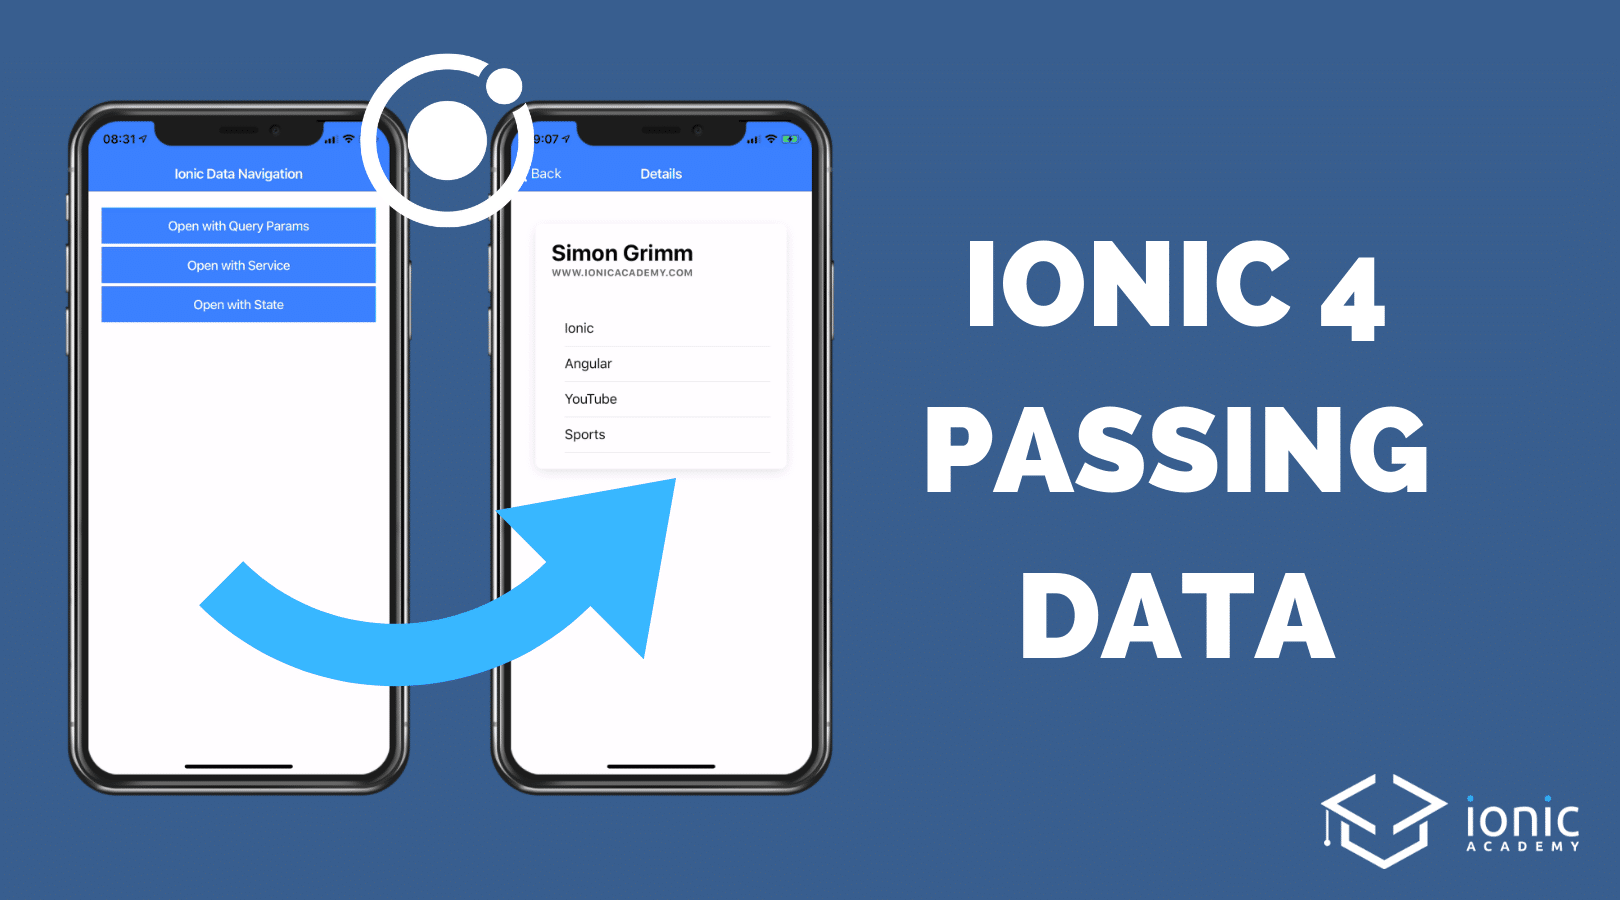 08:31
Ionic Data Navigation
Open with Query Params
Open with Service
Open with State
9:07
Back
Details
Simon Grimm
WWW.IONICACADEMY.COM
Ionic
Angular
YouTube
Sports
IONIC 4
PASSING
DATA
ionic
ACADEMY